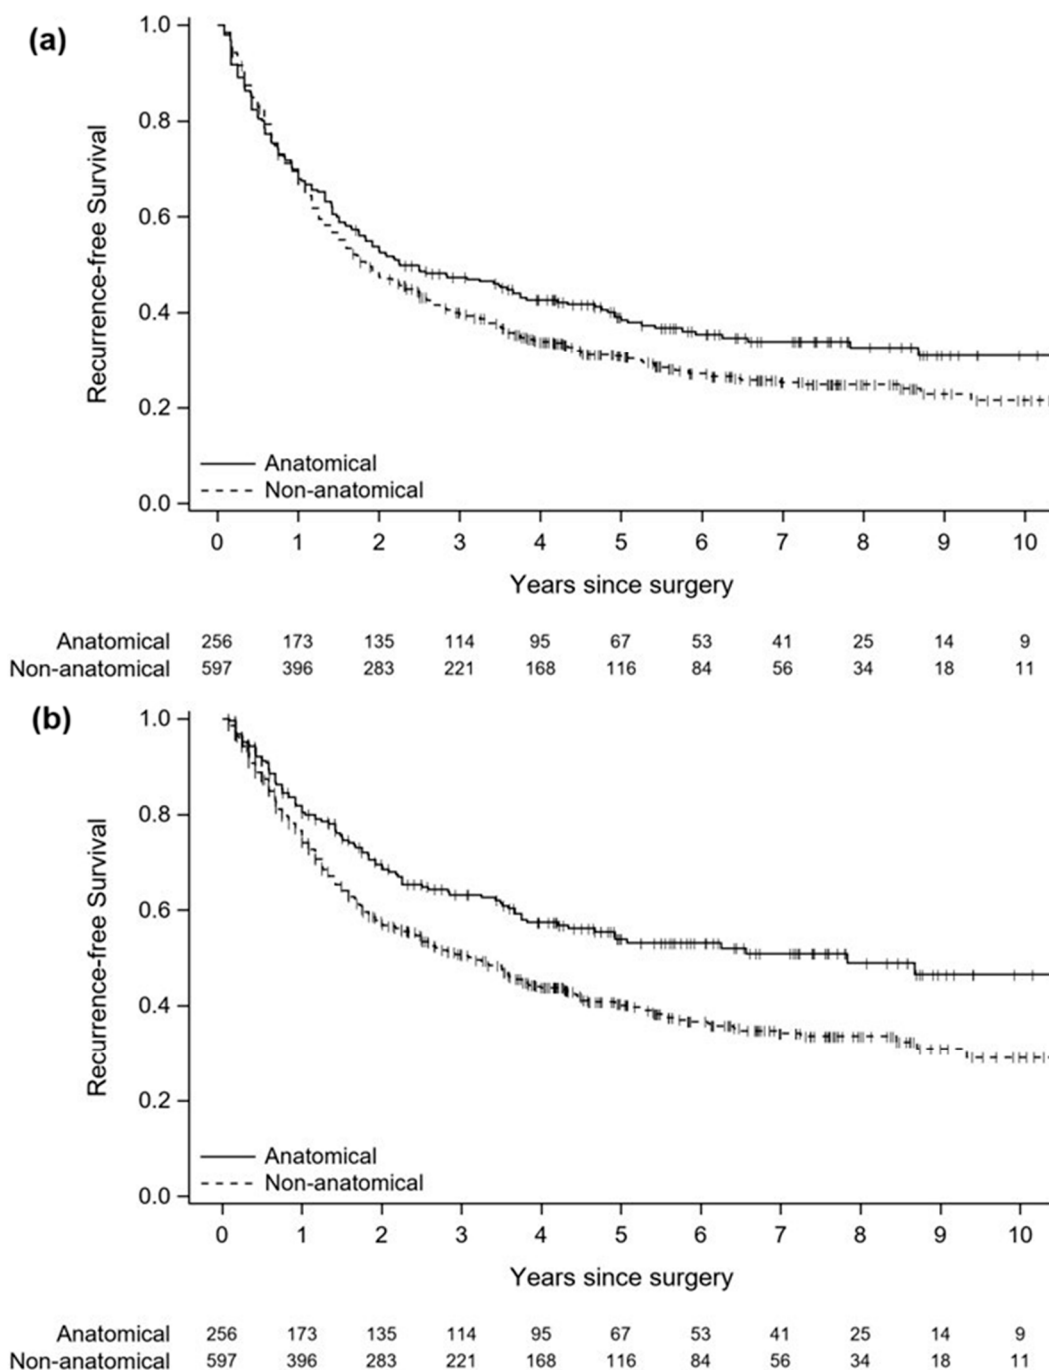 (a)
Recurrence-free Survival
1.0
0.8
0.6
0.4
0.2
0.0
Anatomical
Non-anatomical
0 1 2 3 4 5 6 7 8 9 10
Years since surgery
Anatomical 256 173 135 114 95 67 53 41 25 14 9
Non-anatomical 597 396 283 221 168 116 84 56 34 18 11
(b)
Recurrence-free Survival
1.0
0.8
0.6
0.4
0.2
0.0
Anatomical
Non-anatomical
0 1 2 3 4 5 6 7 8 9 10
Years since surgery
Anatomical 256 173 135 114 95 67 53 41 25 14 9
Non-anatomical 597 396 283 221 168 116 84 56 34 18 11